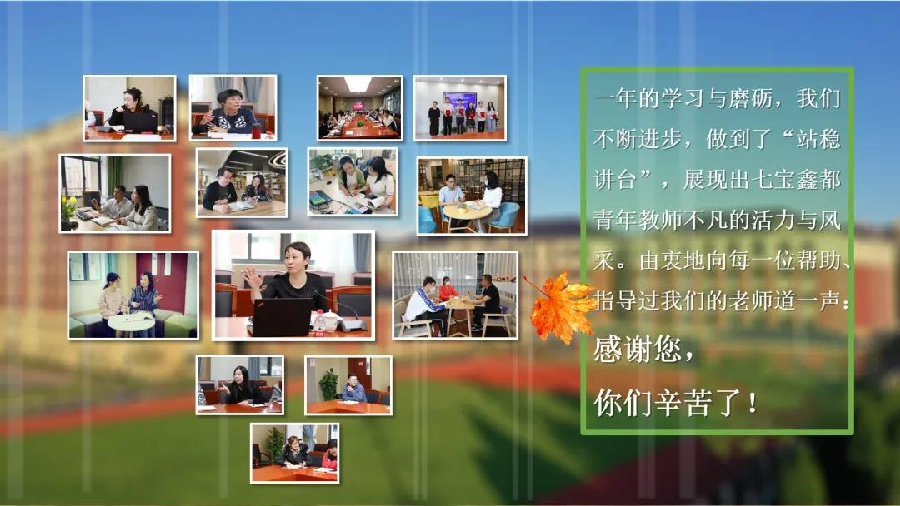 一年的学习与磨砺，我们
不断进步，做到了“站稳
讲台”，展现出七宝鑫都
青年教师不凡的活力与风
采。由衷地向每一位帮助、
指导过我们的老师道一声：
感谢您，
你们辛苦了！